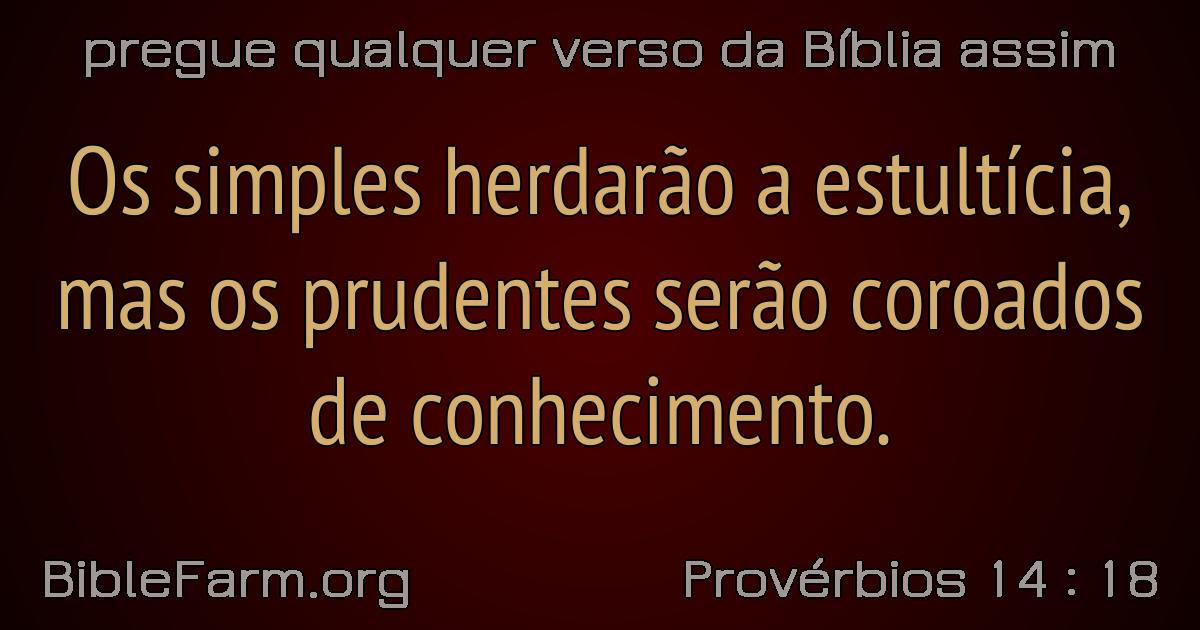 pregue qualquer verso da Bíblia assim
Os simples herdarão a estultícia,
mas os prudentes serão coroados
de conhecimento.
BibleFarm.org
Provérbios 14 : 18